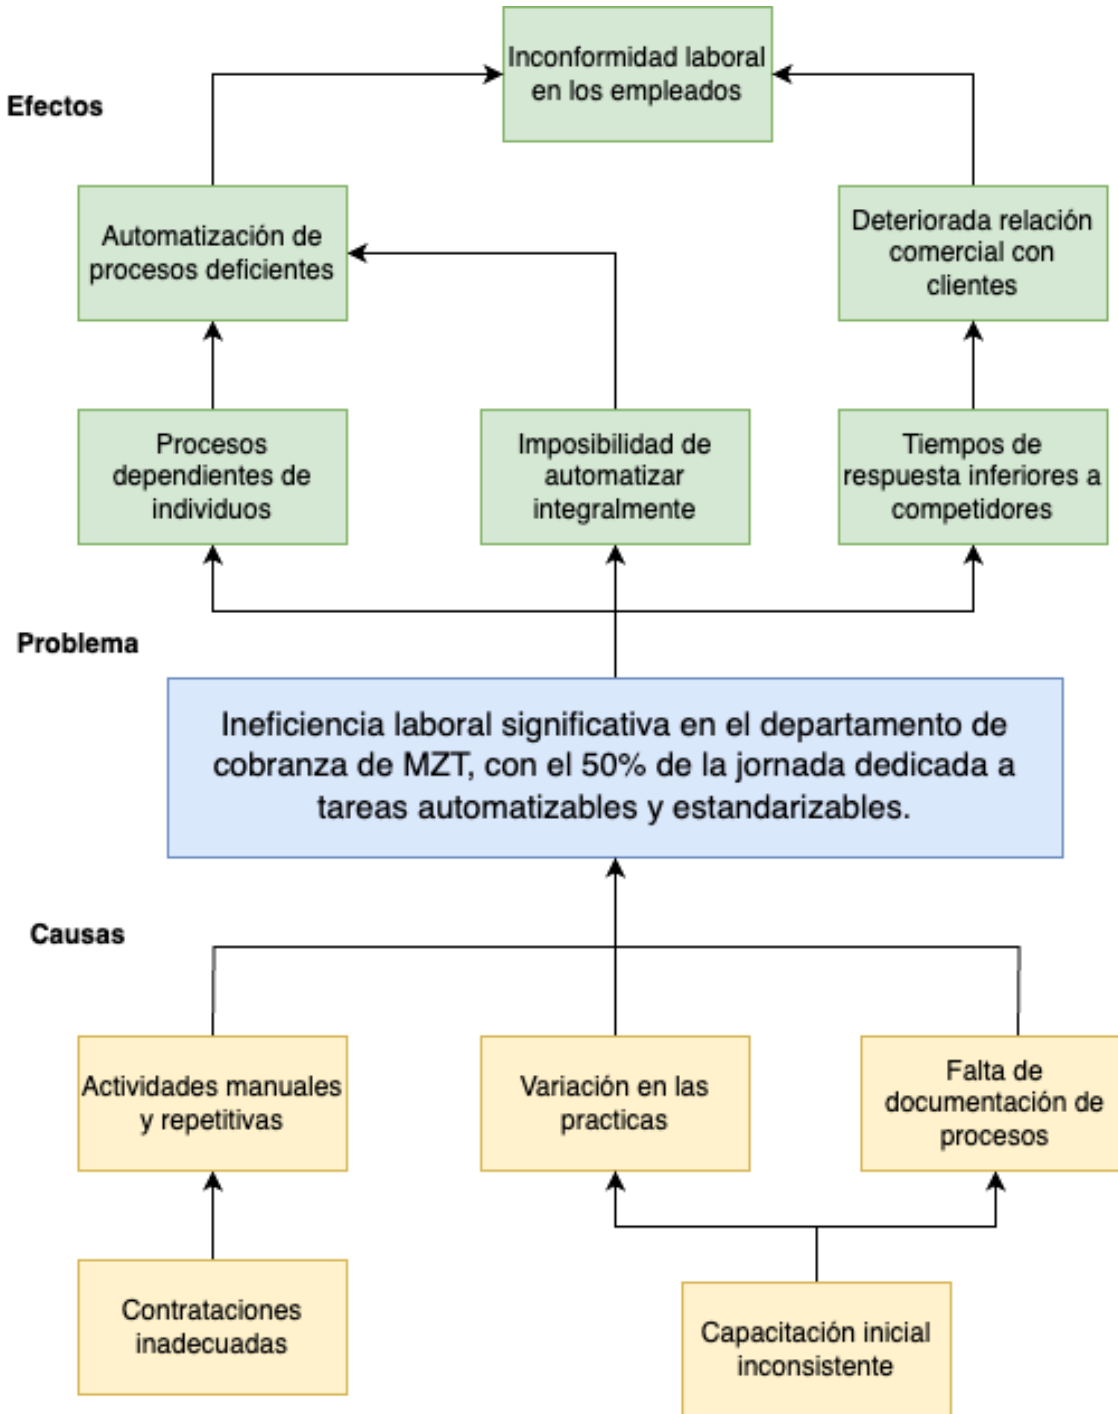 Inconformidad laboral
en los empleados
Efectos
Automatización de
procesos deficientes
Deteriorada relación
comercial con
clientes
Procesos
dependientes de
individuos
Imposibilidad de
automatizar
integralmente
Tiempos de
respuesta inferiores a
competidores
Problema
Ineficiencia laboral significativa en el departamento de
cobranza de MZT, con el 50% de la jornada dedicada a
tareas automatizables y estandarizables.
Causas
Actividades manuales
y repetitivas
Variación en las
practicas
Falta de
documentación de
procesos
Contrataciones
inadecuadas
Capacitación inicial
inconsistente